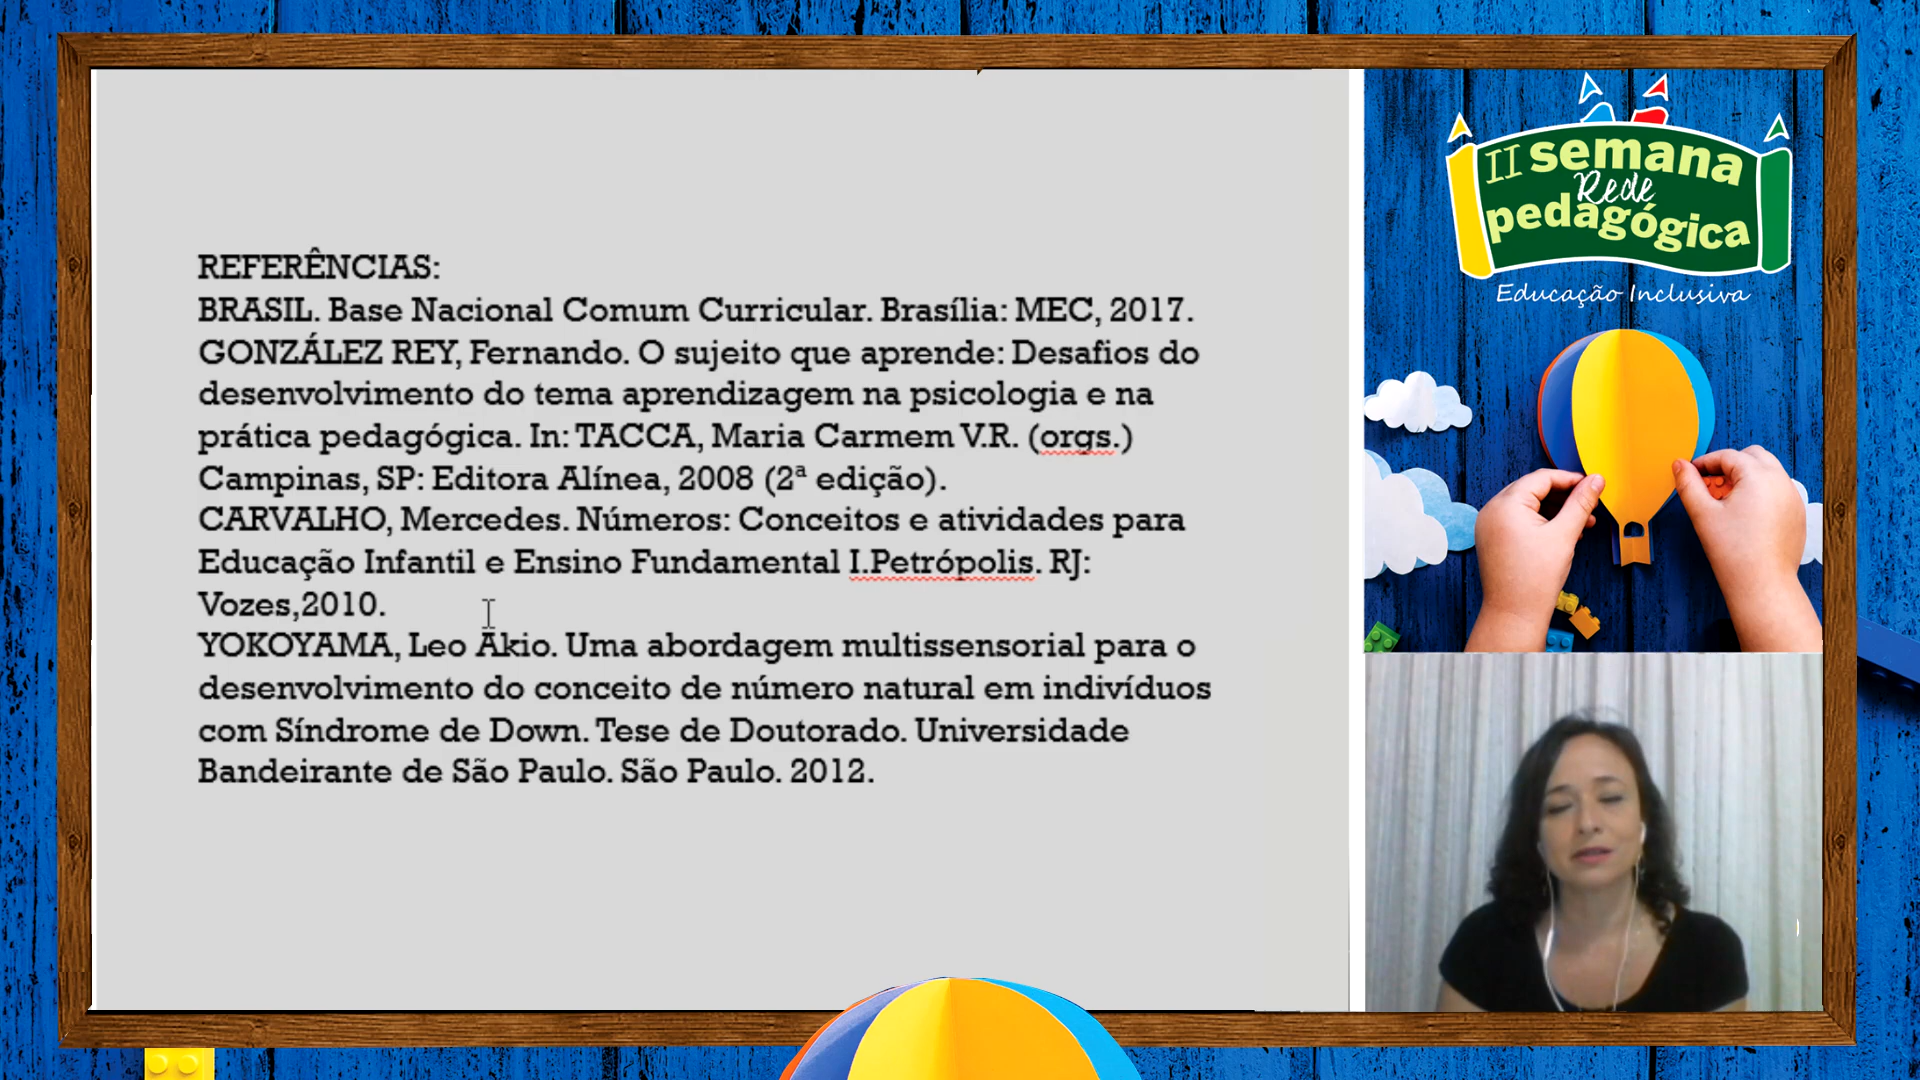 REFERÊNCIAS:
BRASIL. Base Nacional Comum Curricular. Brasília: MEC, 2017.
GONZÁLEZ REY, Fernando. O sujeito que aprende: Desafios do
desenvolvimento do tema aprendizagem na psicologia e na
prática pedagógica. In: TACCA, Maria Carmem V.R. (orgs.)
Campinas, SP: Editora Alínea, 2008 (2ª edição).
CARVALHO, Mercedes. Números: Conceitos e atividades para
Educação Infantil e Ensino Fundamental I.Petrópolis. RJ:
Vozes,2010.
YOKOYAMA, Leo Akio. Uma abordagem multissensorial para o
desenvolvimento do conceito de número natural em indivíduos
com Síndrome de Down. Tese de Doutorado. Universidade
Bandeirante de São Paulo. São Paulo. 2012.
II semana
Rede
pedagógica
Educação Inclusiva